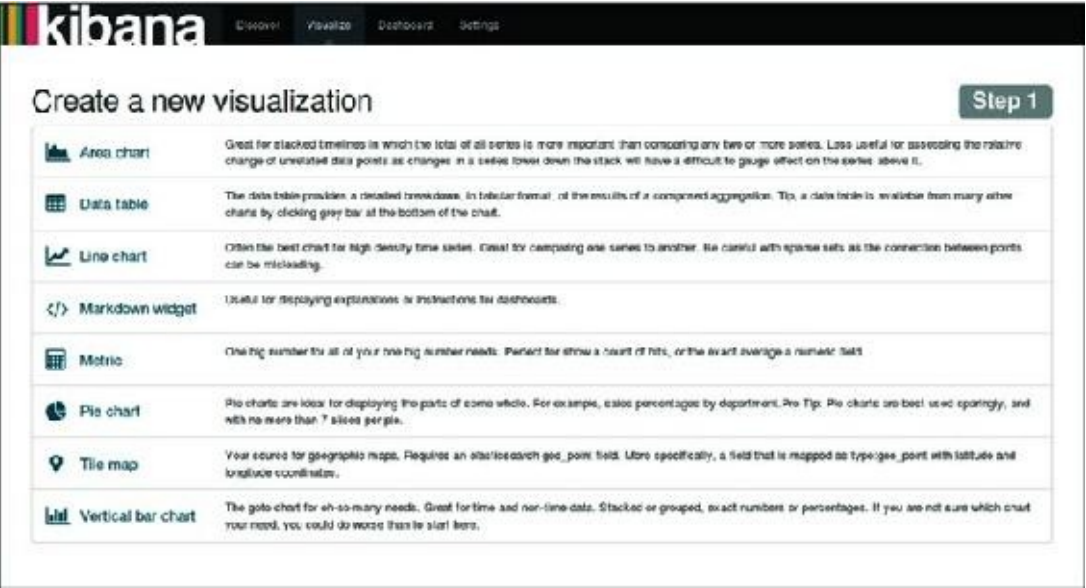 kibana
Discover Visualize Dashboard Settings
Create a new visualization
Step 1
Area chart
Great for stacked timelines in which the total of all series is more important than comparing any two or more series. Less useful for assessing the relative
change of unrelated data points as changes in a series lower down the stack will have a difficult to gauge effect on the series above it.
Data table
The data table provides a detailed breakdown, in tabular format, of the results of a composed aggregation. Tip, a data table is available from many other
charts by clicking grey bar at the bottom of the chart.
Line chart
Often the best chart for high density time series. Great for comparing one series to another. Be careful with sparse sets as the connection between points
can be misleading.
Markdown widget
Useful for displaying explanations or instructions for dashboards.
Metric
One big number for all of your one big number needs. Perfect for show a count of hits, or the exact average a numeric field
Pie chart
Pie charts are ideal for displaying the parts of some whole. For example, sales percentages by department.Pro Tip: Pie charts are best used sparingly, and
with no more than 7 slices per pie.
Tile map
Your source for geographic maps. Requires an elasticsearch geo_point field. More specifically, a field that is mapped as type:geo_point with latitude and
longitude coordinates.
Vertical bar chart
The goto chart for oh-so-many needs. Great for time and non-time data. Stacked or grouped, exact numbers or percentages. If you are not sure which chart
your need, you could do worse than to start here.